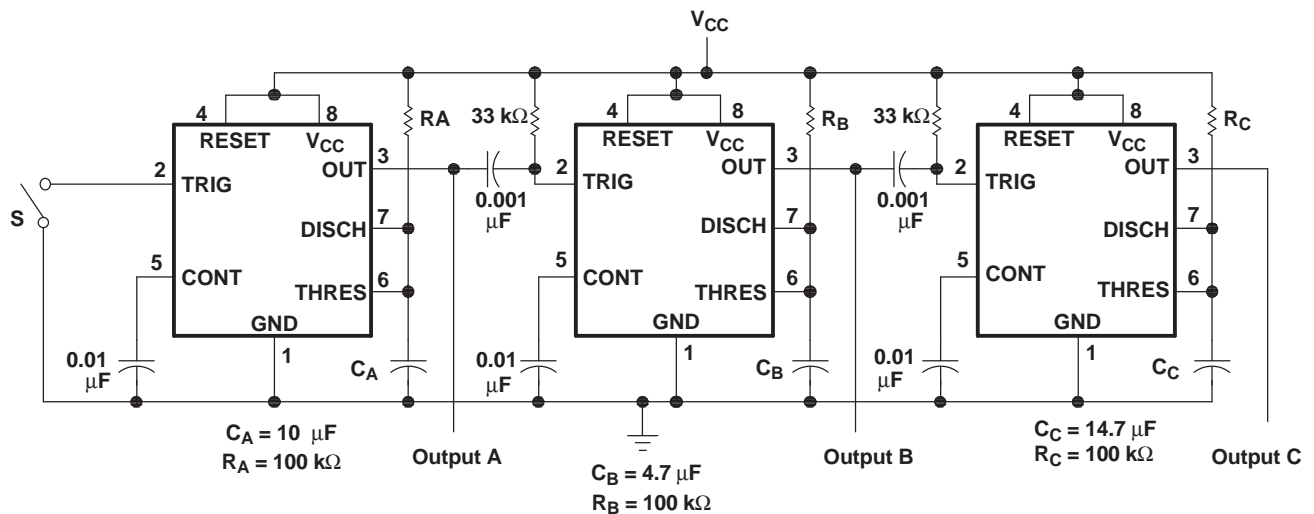 VCC
4
8
RESET
VCC
RA
3
OUT
2
TRIG
S
DISCH
7
5
CONT
6
THRES
GND
1
0.01
μF
CA
CA = 10 μF
RA = 100 kΩ
Output A
33 kΩ
0.001
μF
4
8
RESET
VCC
RB
3
OUT
2
TRIG
DISCH
7
5
CONT
6
THRES
GND
1
0.01
μF
CB
CB = 4.7 μF
RB = 100 kΩ
Output B
33 kΩ
0.001
μF
4
8
RESET
VCC
RC
3
OUT
2
TRIG
DISCH
7
5
CONT
6
THRES
GND
1
0.01
μF
CC
CC = 14.7 μF
RC = 100 kΩ
Output C